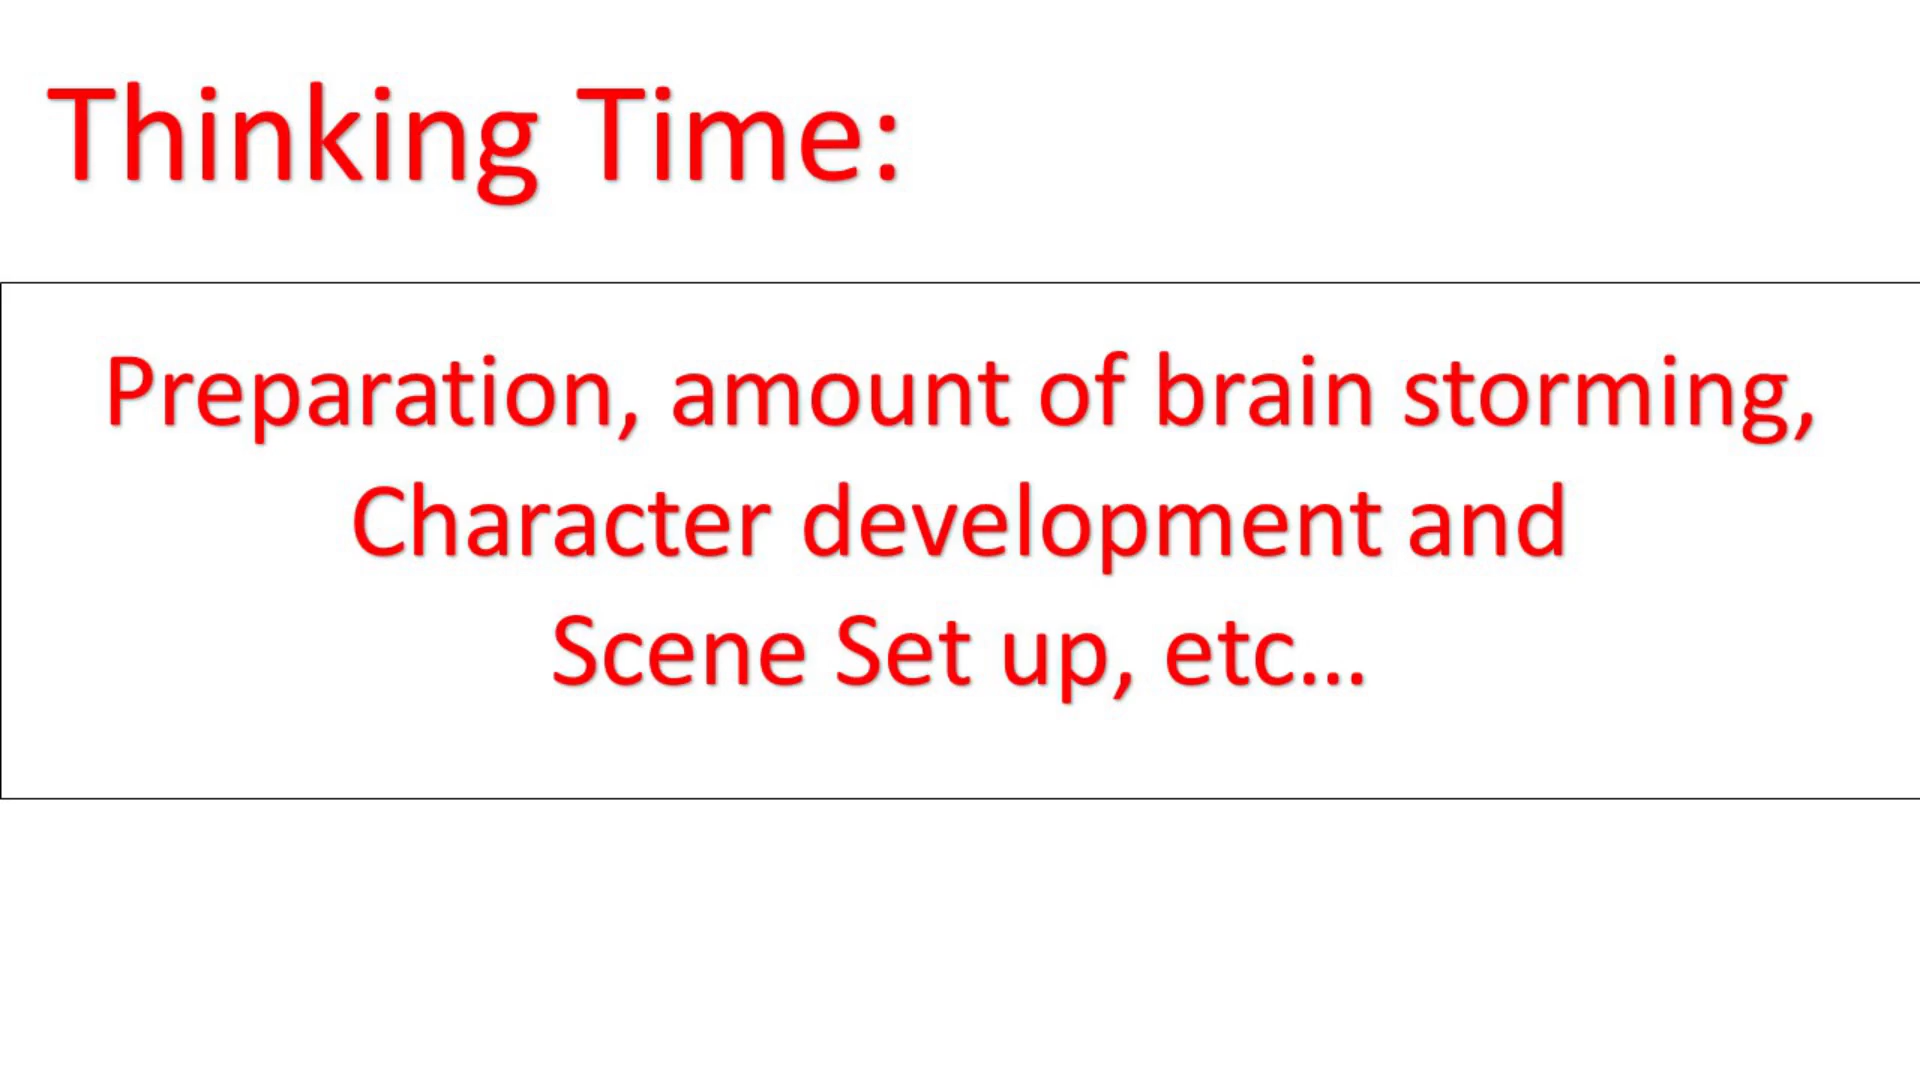 Thinking Time:
Preparation, amount of brain storming,
Character development and
Scene Set up, etc...